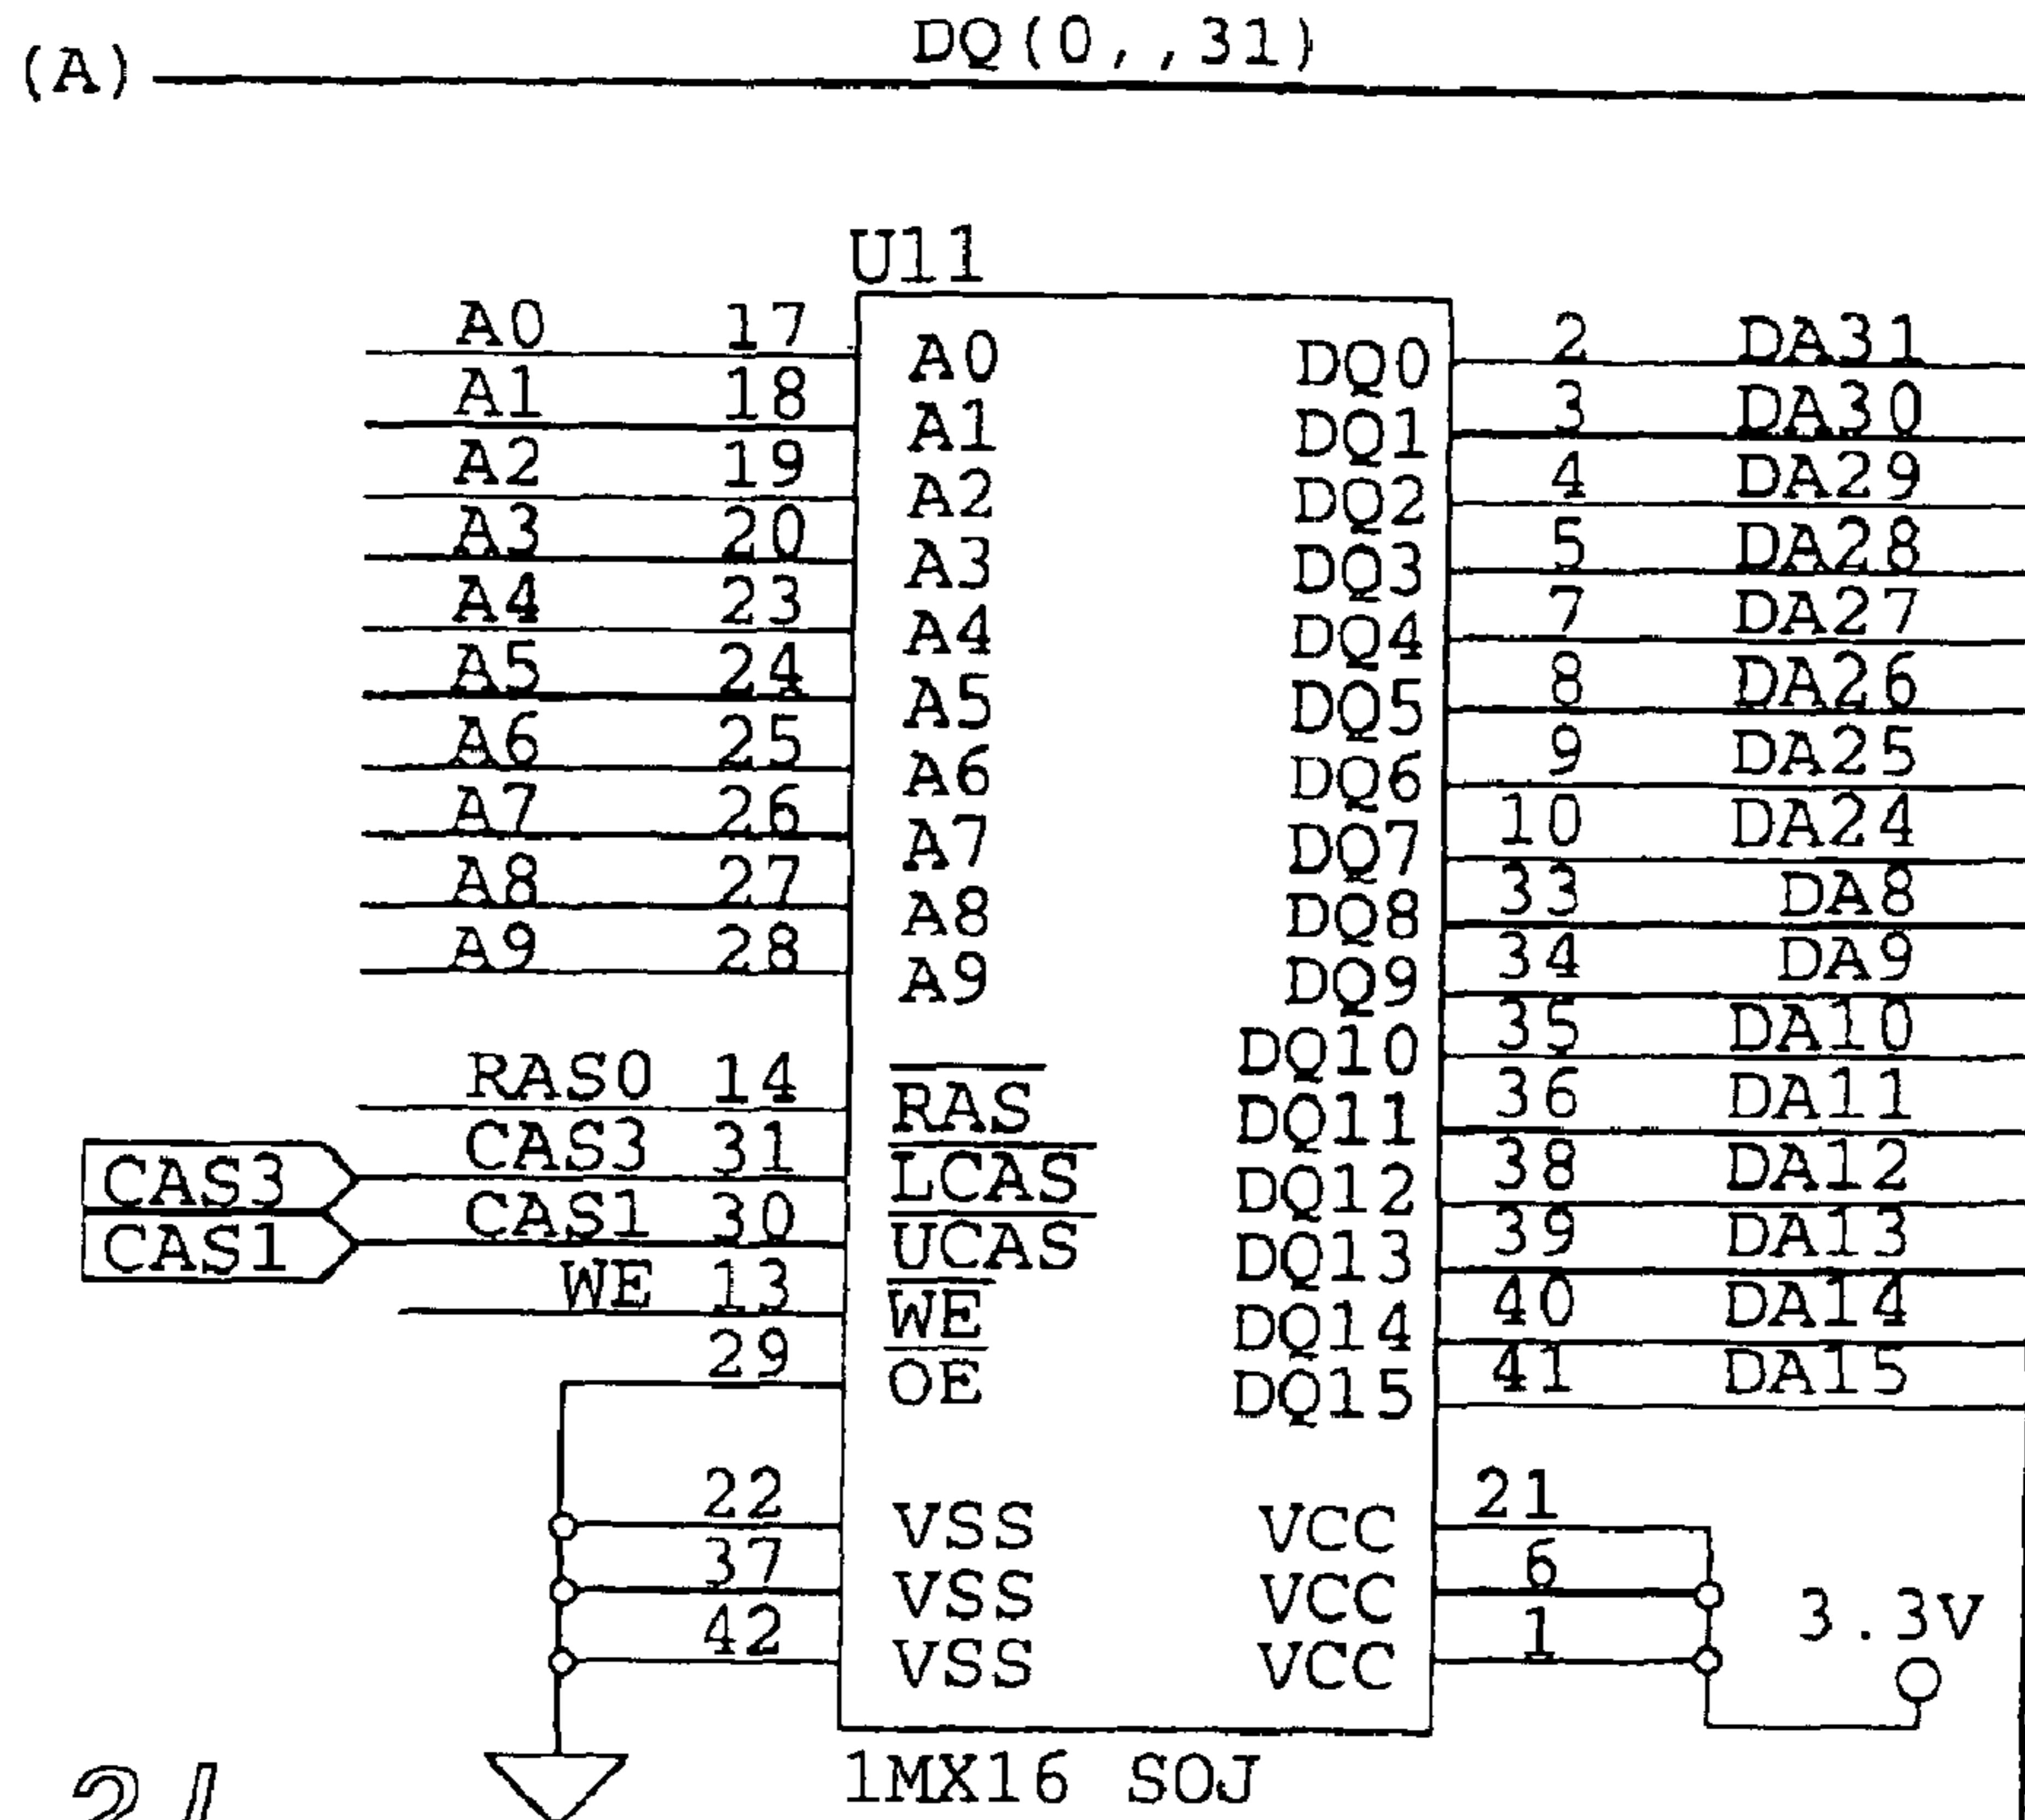 DQ(0,,31)
(A)
U11
A0 17 A0 DQ0 2 DA31
A1 18 A1 DQ1 3 DA30
A2 19 A2 DQ2 4 DA29
A3 20 A3 DQ3 5 DA28
A4 23 A4 DQ4 7 DA27
A5 24 A5 DQ5 8 DA26
A6 25 A6 DQ6 9 DA25
A7 26 A7 DQ7 10 DA24
A8 27 A8 DQ8 33 DA8
A9 28 A9 DQ9 34 DA9
DQ10 35 DA10
RAS0 14 RAS DQ11 36 DA11
CAS3 CAS3 31 LCAS DQ12 38 DA12
CAS1 CAS1 30 UCAS DQ13 39 DA13
WE 13 WE DQ14 40 DA14
29 OE DQ15 41 DA15
22 VSS VCC 21
37 VSS VCC 6
42 VSS VCC 1 3.3V
1MX16 SOJ